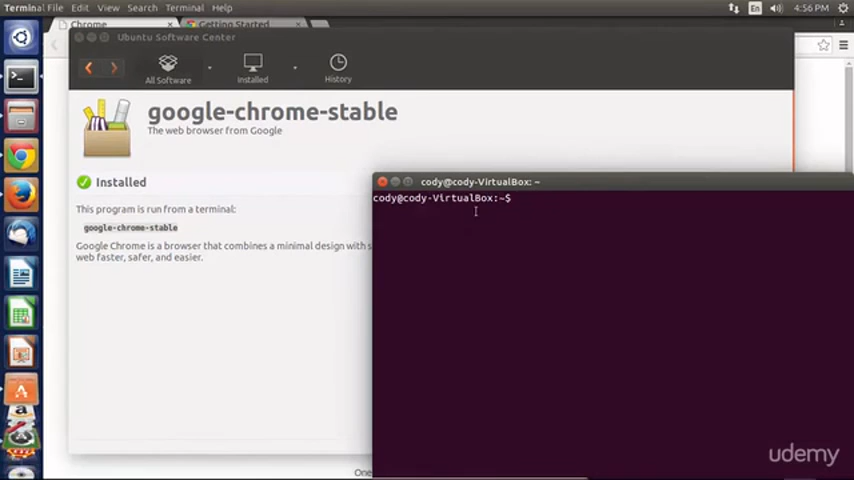 Terminal File Edit View Search Terminal Help
En
4:56 PM
Chrome
Getting Started
Ubuntu Software Center
All Software
Installed
History
google-chrome-stable
The web browser from Google
Installed
This program is run from a terminal:
google-chrome-stable
Google Chrome is a browser that combines a minimal design with s
web faster, safer, and easier.
cody@cody-VirtualBox: ~
cody@cody-VirtualBox:~$
One
udemy